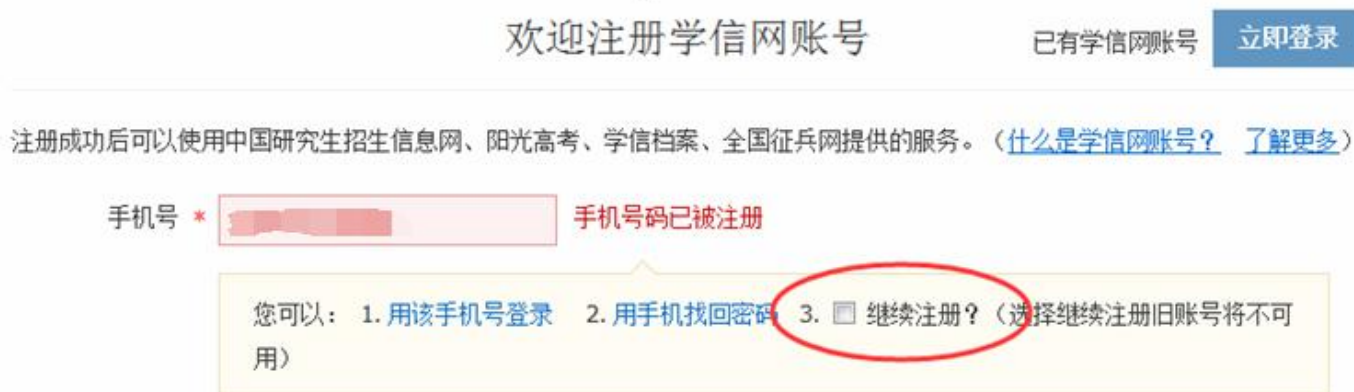 欢迎注册学信网账号 已有学信网账号 立即登录
注册成功后可以使用中国研究生招生信息网、阳光高考、学信档案、全国征兵网提供的服务。（什么是学信网账号？ 了解更多）
手机号 * 手机号码已被注册
您可以： 1. 用该手机号登录 2. 用手机找回密码 3. 继续注册？（选择继续注册旧账号将不可
用）